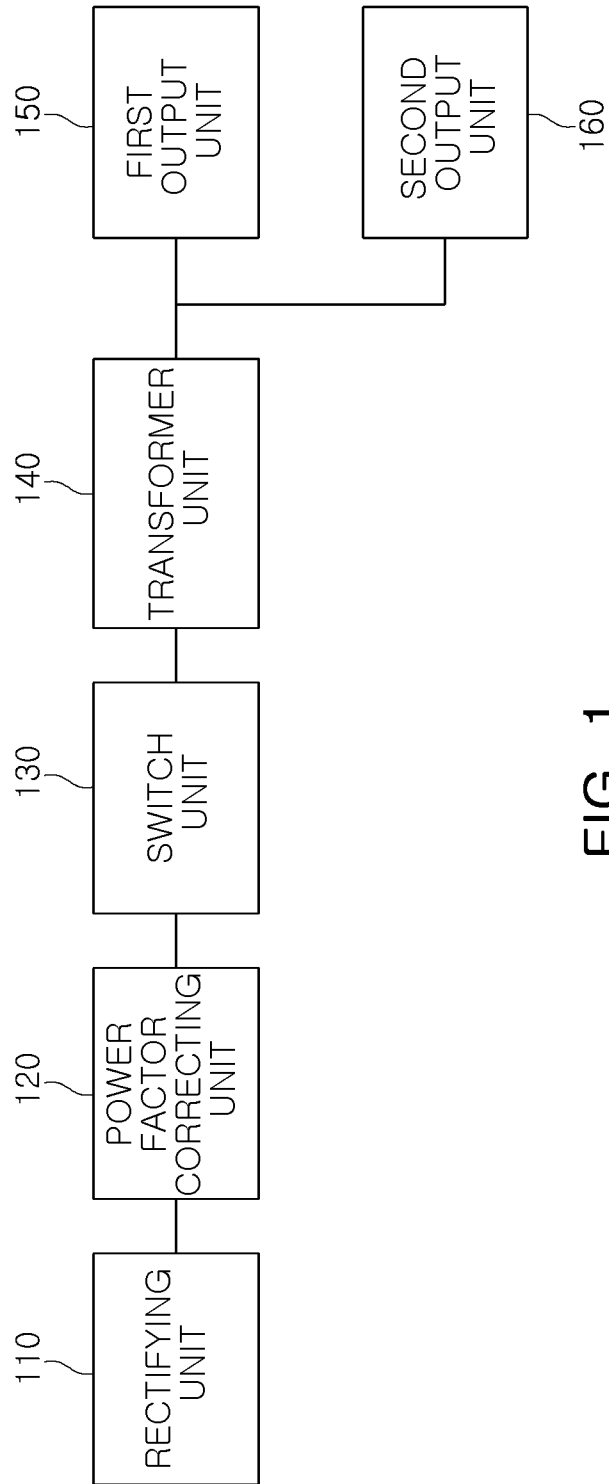 110
RECTIFYING
UNIT
120
POWER
FACTOR
CORRECTING
UNIT
130
SWITCH
UNIT
140
TRANSFORMER
UNIT
150
FIRST
OUTPUT
UNIT
SECOND
OUTPUT
UNIT
160
FIG. 1